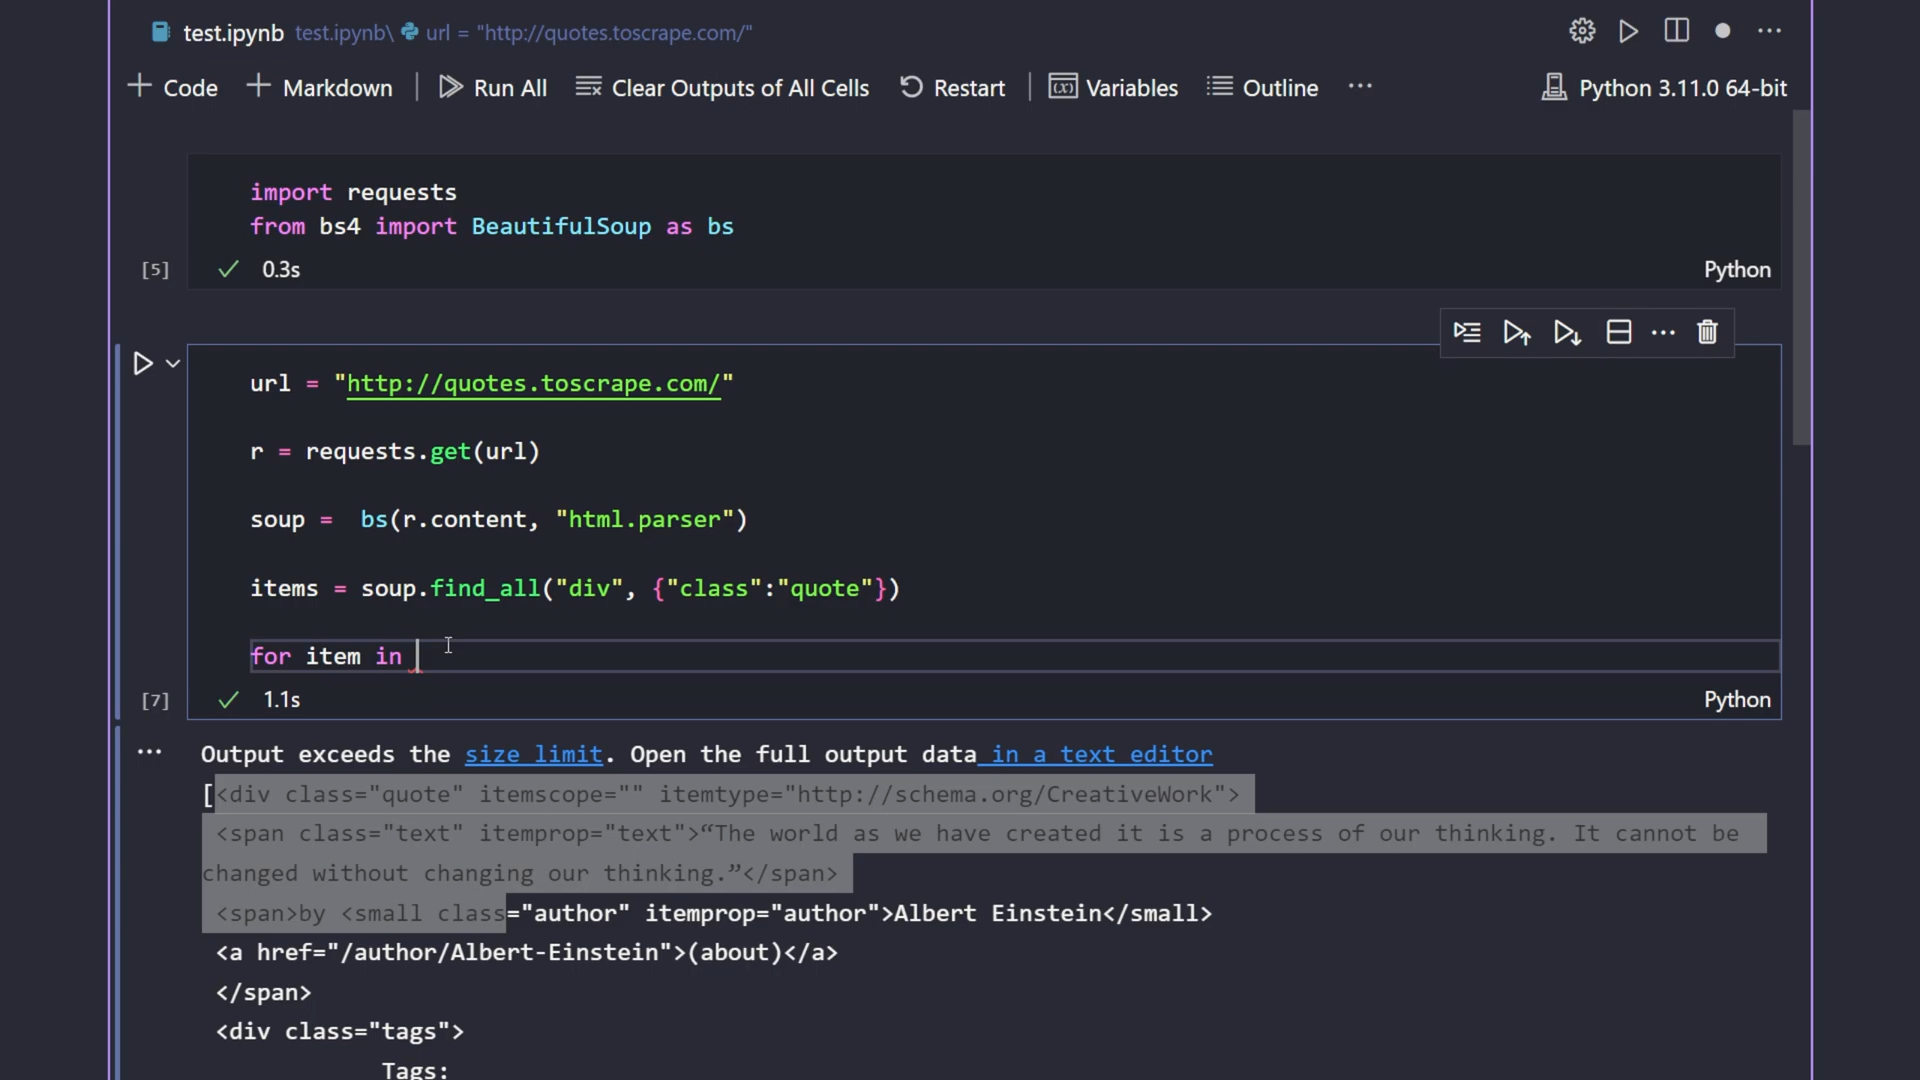 test.ipynb test.ipynb\ url = "http://quotes.toscrape.com/"
Code Markdown Run All Clear Outputs of All Cells Restart Variables Outline ··· Python 3.11.0 64-bit
import requests
from bs4 import BeautifulSoup as bs
[5] 0.3s Python
url = "http://quotes.toscrape.com/"
r = requests.get(url)
soup =  bs(r.content, "html.parser")
items = soup.find_all("div", {"class":"quote"})
for item in
[7] 1.1s Python
Output exceeds the size limit. Open the full output data in a text editor
[<div class="quote" itemscope="" itemtype="http://schema.org/CreativeWork">
<span class="text" itemprop="text">“The world as we have created it is a process of our thinking. It cannot be
changed without changing our thinking.”</span>
<span>by <small class="author" itemprop="author">Albert Einstein</small>
<a href="/author/Albert-Einstein">(about)</a>
</span>
<div class="tags">
Tags: